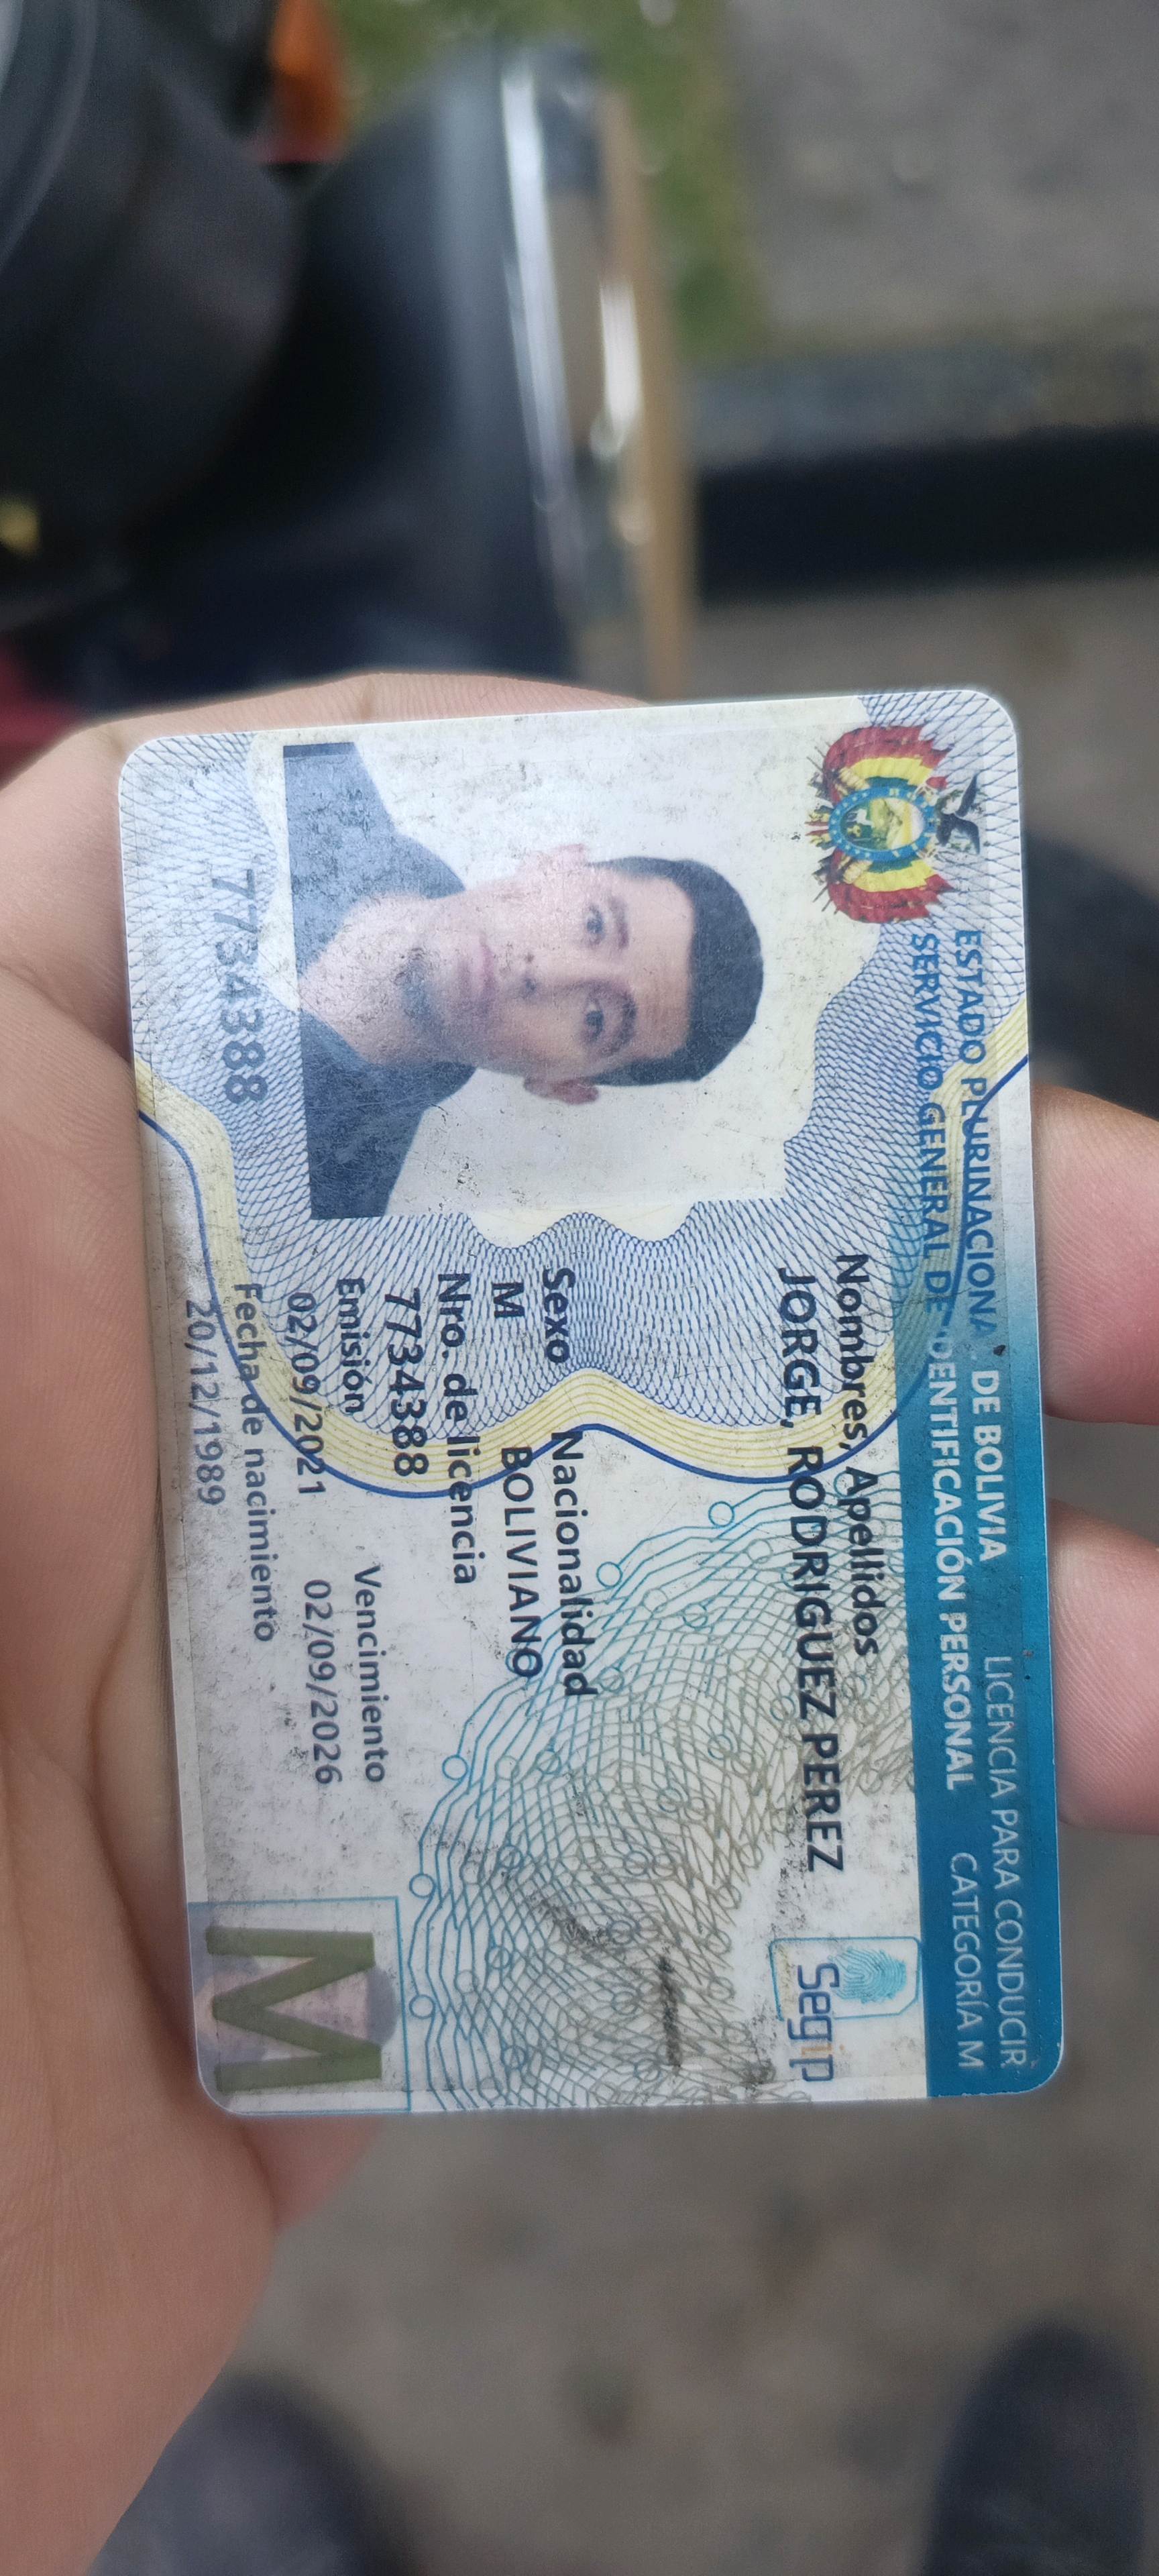 ESTADO PLURINACIONAL DE BOLIVIA LICENCIA PARA CONDUCIR
SERVICIO GENERAL DE IDENTIFICACIÓN PERSONAL CATEGORÍA M
segip
Nombres, Apellidos
JORGE, RODRIGUEZ PEREZ
Sexo Nacionalidad
M BOLIVIANO
Nro. de licencia
7734388
Emisión Vencimiento
02/09/2021 02/09/2026
Fecha de nacimiento
20/12/1989
7734388
M